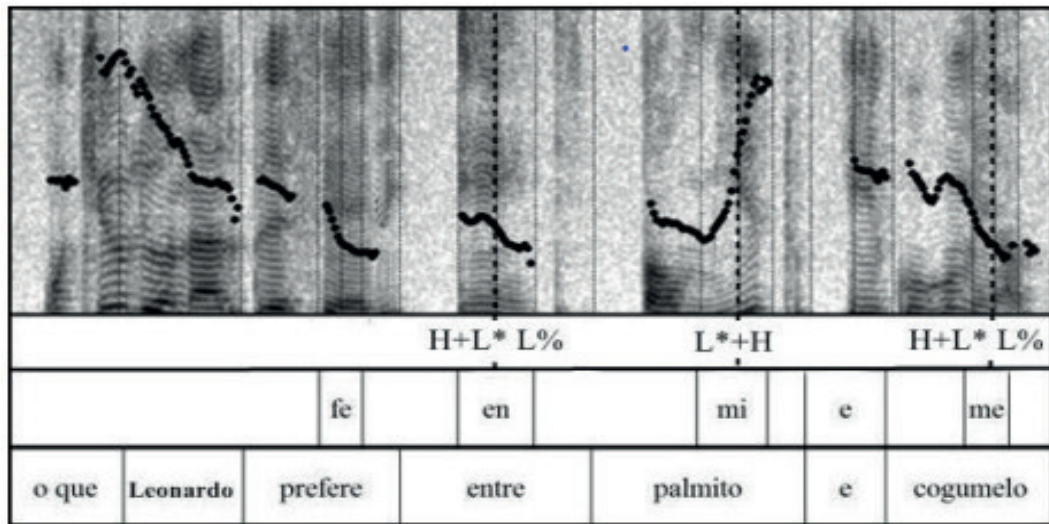 H+L* L% L*+H H+L* L%
fe en mi e me
o que Leonardo prefere entre palmito e cogumelo